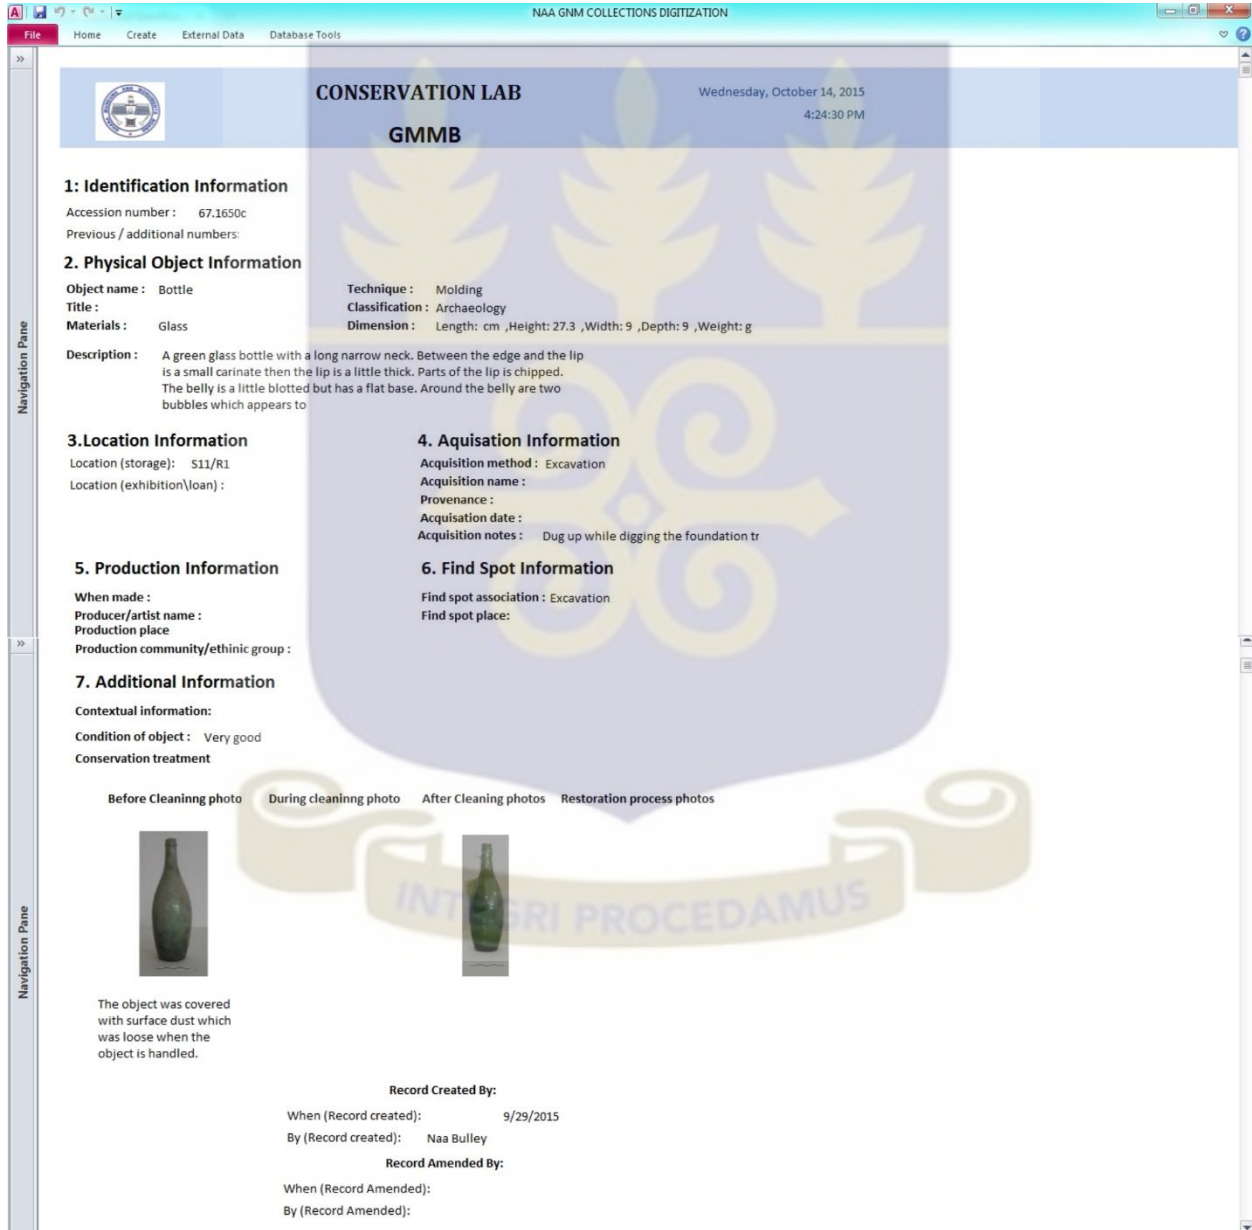 NAA GNM COLLECTIONS DIGITIZATION
File Home Create External Data Database Tools
CONSERVATION LAB
GMMB
Wednesday, October 14, 2015
4:24:30 PM
1: Identification Information
Accession number : 67.1650c
Previous / additional numbers:
2. Physical Object Information
Object name : Bottle
Title :
Materials : Glass
Technique : Molding
Classification : Archaeology
Dimension : Length: cm ,Height: 27.3 ,Width: 9 ,Depth: 9 ,Weight: g
Description : A green glass bottle with a long narrow neck. Between the edge and the lip
is a small carinate then the lip is a little thick. Parts of the lip is chipped.
The belly is a little blotted but has a flat base. Around the belly are two
bubbles which appears to
Navigation Pane
3.Location Information
Location (storage): S11/R1
Location (exhibition\loan) :
4. Aquisation Information
Acquisition method : Excavation
Acquisition name :
Provenance :
Acquisation date :
Acquisition notes : Dug up while digging the foundation tr
5. Production Information
When made :
Producer/artist name :
Production place
Production community/ethinic group :
6. Find Spot Information
Find spot association : Excavation
Find spot place:
7. Additional Information
Contextual information:
Condition of object : Very good
Conservation treatment
Before Cleaninng photo During cleaninng photo After Cleaning photos Restoration process photos
INTEGRI PROCEDAMUS
Navigation Pane
The object was covered
with surface dust which
was loose when the
object is handled.
Record Created By:
When (Record created): 9/29/2015
By (Record created): Naa Bulley
Record Amended By:
When (Record Amended):
By (Record Amended):